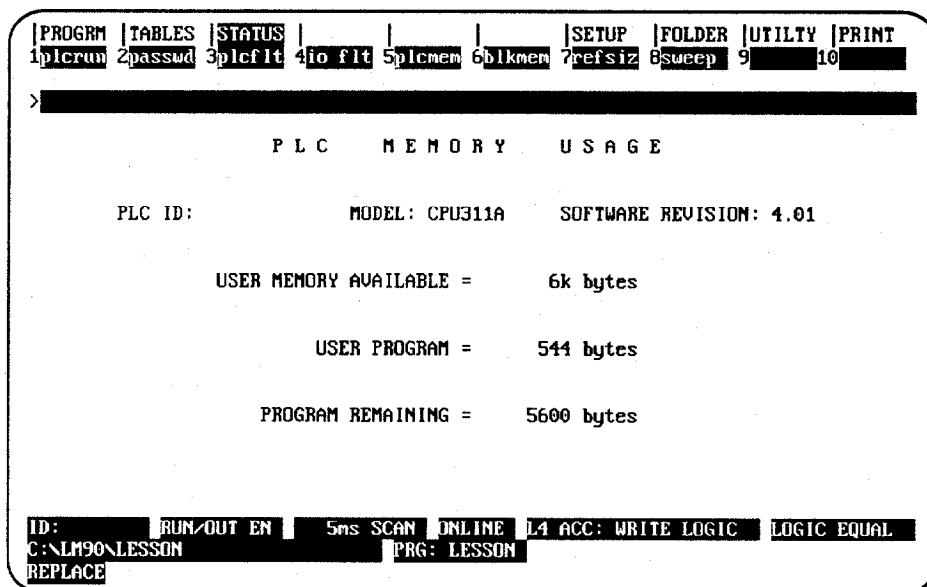 |PROGRM |TABLES |STATUS | | | |SETUP |FOLDER |UTILTY |PRINT
1plcrun 2passwd 3plcflt 4io flt 5plcmem 6blkmem 7refsiz 8sweep 9 10
>
P L C M E M O R Y U S A G E
PLC ID: MODEL: CPU311A SOFTWARE REVISION: 4.01
USER MEMORY AVAILABLE = 6k bytes
USER PROGRAM = 544 bytes
PROGRAM REMAINING = 5600 bytes
ID: RUN/OUT EN 5ms SCAN ONLINE L4 ACC: WRITE LOGIC LOGIC EQUAL
C:\LM90\LESSON PRG: LESSON
REPLACE